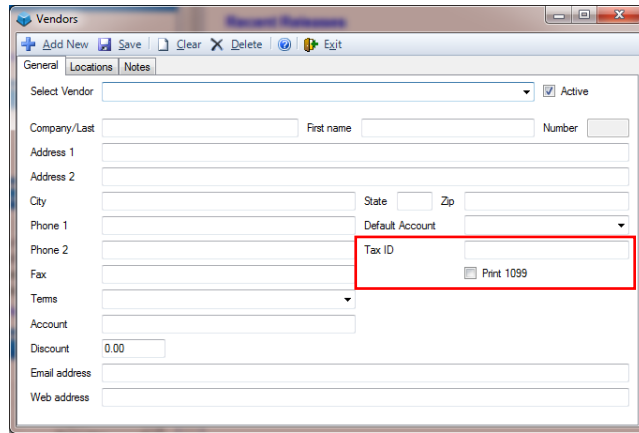 Recent Releases
Vendors
Add New Save Clear Delete Exit
General Locations Notes
Select Vendor Active
Company/Last First name Number
Address 1
Address 2
City State Zip
Phone 1 Default Account
Phone 2 Tax ID
Fax Print 1099
Terms
Account
Discount 0.00
Email address
Web address